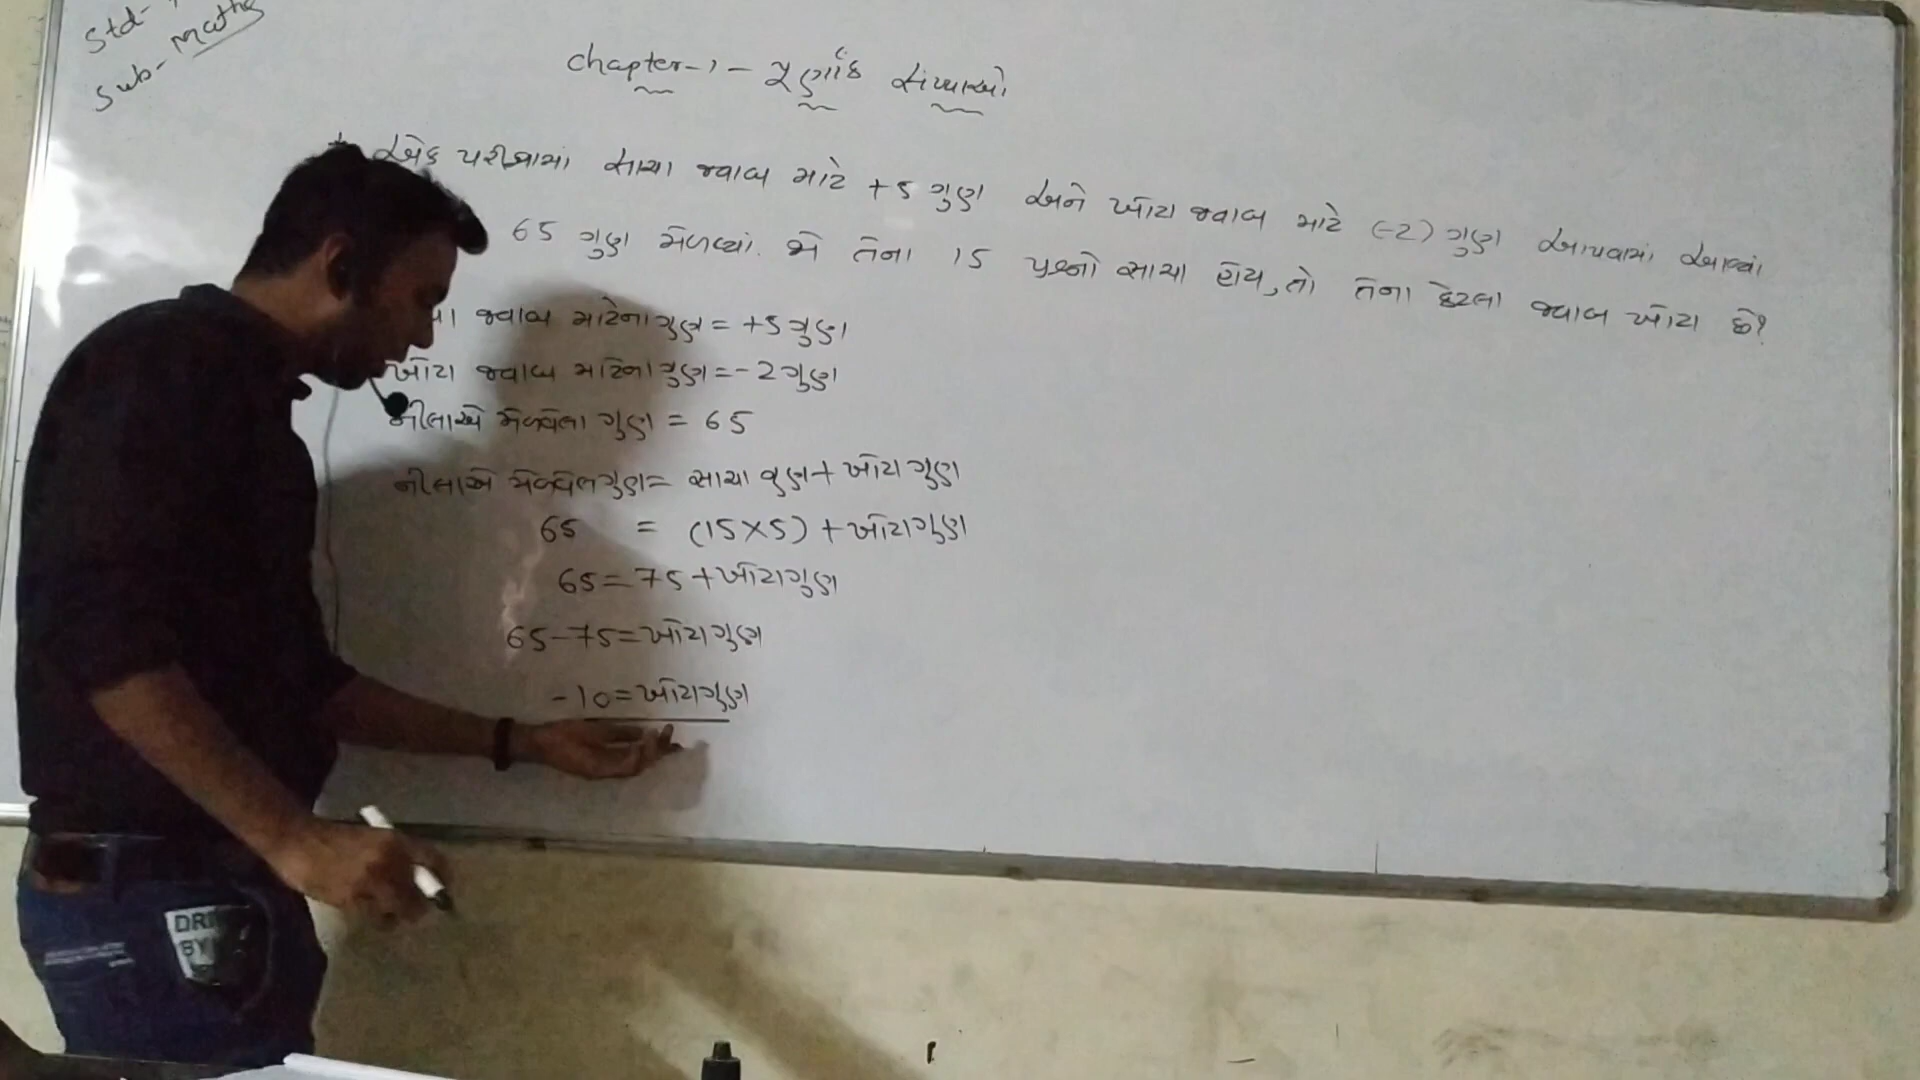 Std-
Sub- Maths
Chapter-1 - પૂર્ણાંક સંખ્યાઓ
* એક પરીક્ષામાં સાચા જવાબ માટે +5 ગુણ અને ખોટા જવાબ માટે (-2) ગુણ આપવામાં આવ્યાં
65 ગુણ મેળવ્યાં. જો તેના 15 પ્રશ્નો સાચા હોય, તો તેના કેટલા જવાબ ખોટા છે?
જવાબ માટેના ગુણ = +5 ગુણ
ખોટા જવાબ માટેના ગુણ = -2 ગુણ
નીલાએ મેળવેલા ગુણ = 65
નીલાએ મેળવેલ ગુણ = સાચા ગુણ + ખોટા ગુણ
65 = (15×5) + ખોટા ગુણ
65 = 75 + ખોટા ગુણ
65-75 = ખોટા ગુણ
-10 = ખોટા ગુણ